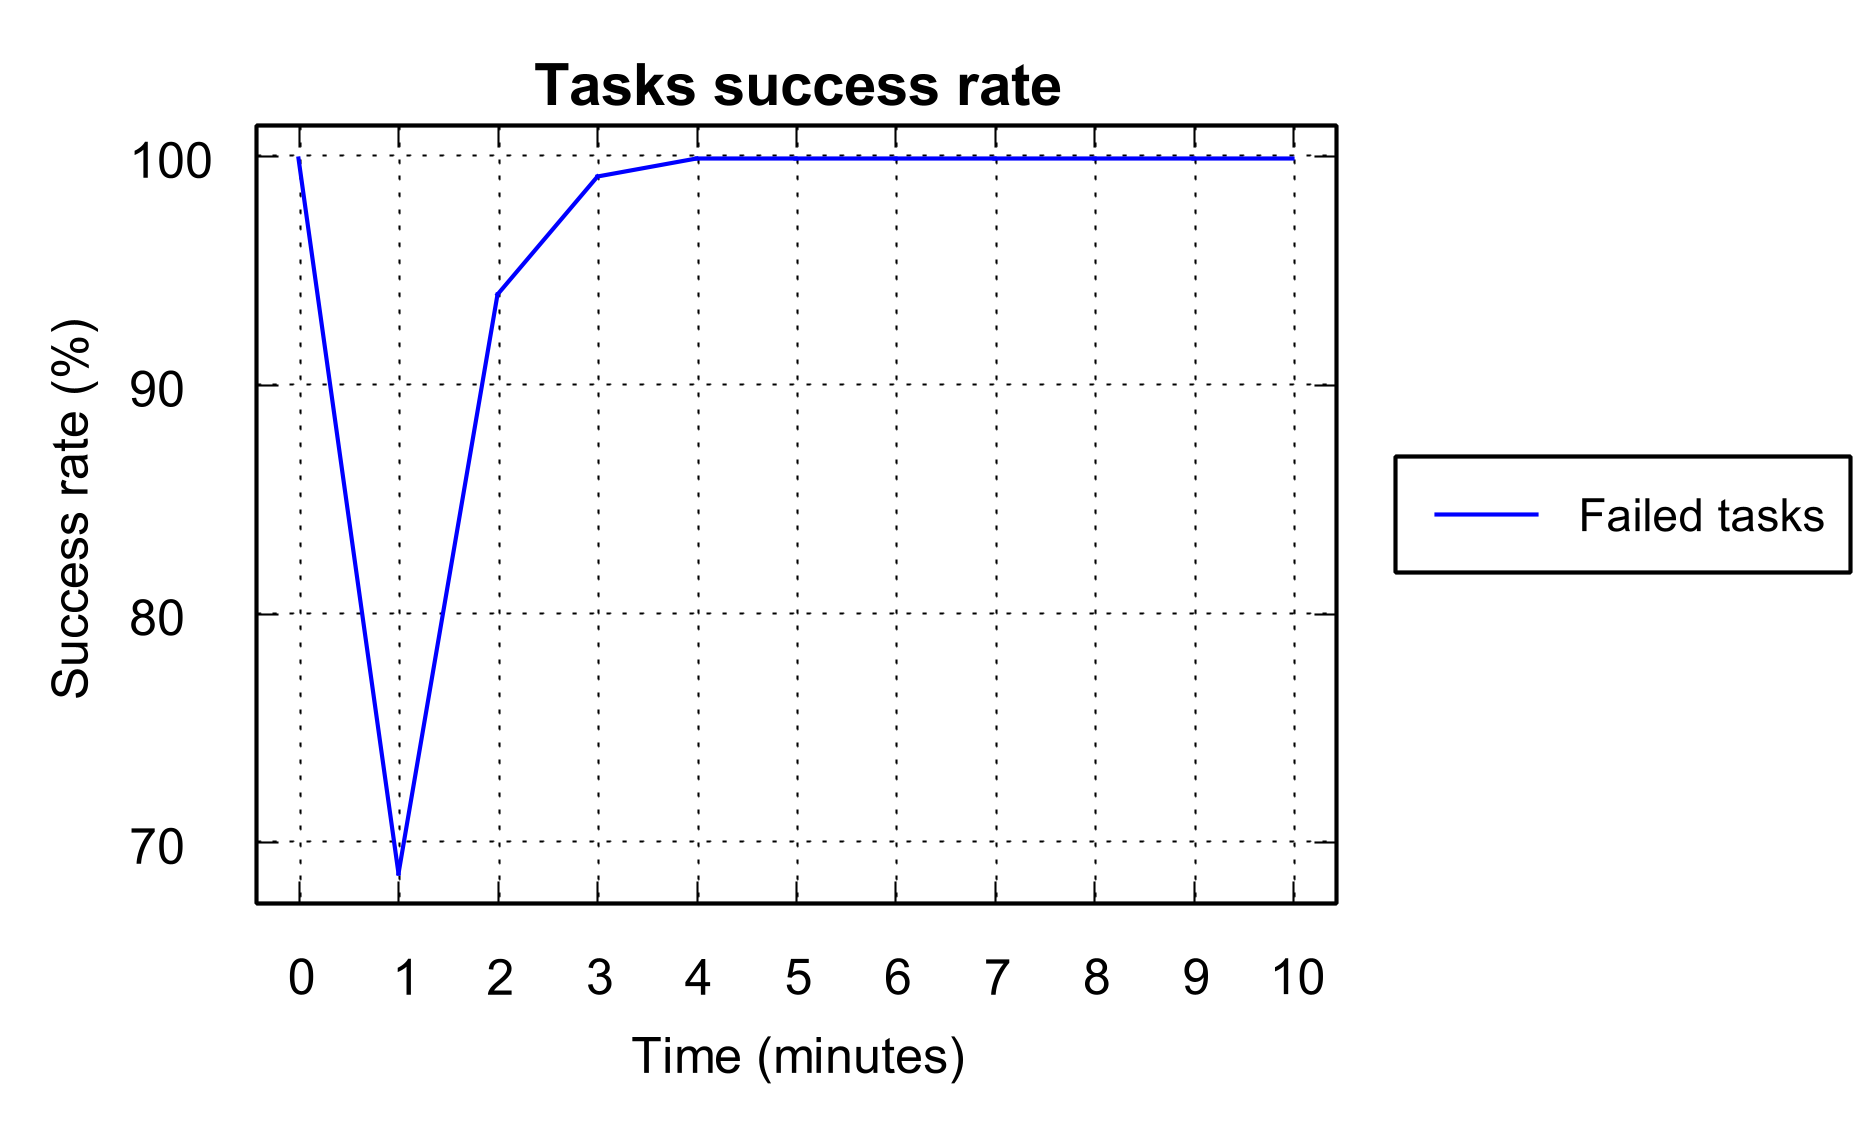 Tasks success rate
100
90
80
70
Success rate (%)
0 1 2 3 4 5 6 7 8 9 10
Time (minutes)
Failed tasks